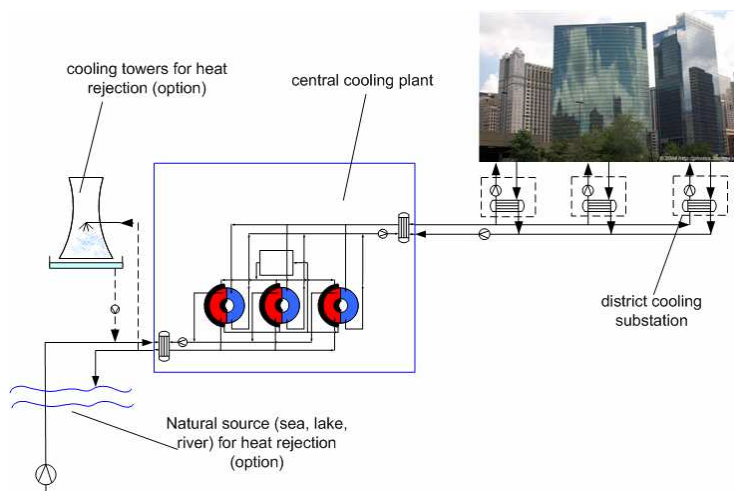 cooling towers for heat
rejection (option)
central cooling plant
district cooling
substation
Natural source (sea, lake,
river) for heat rejection
(option)